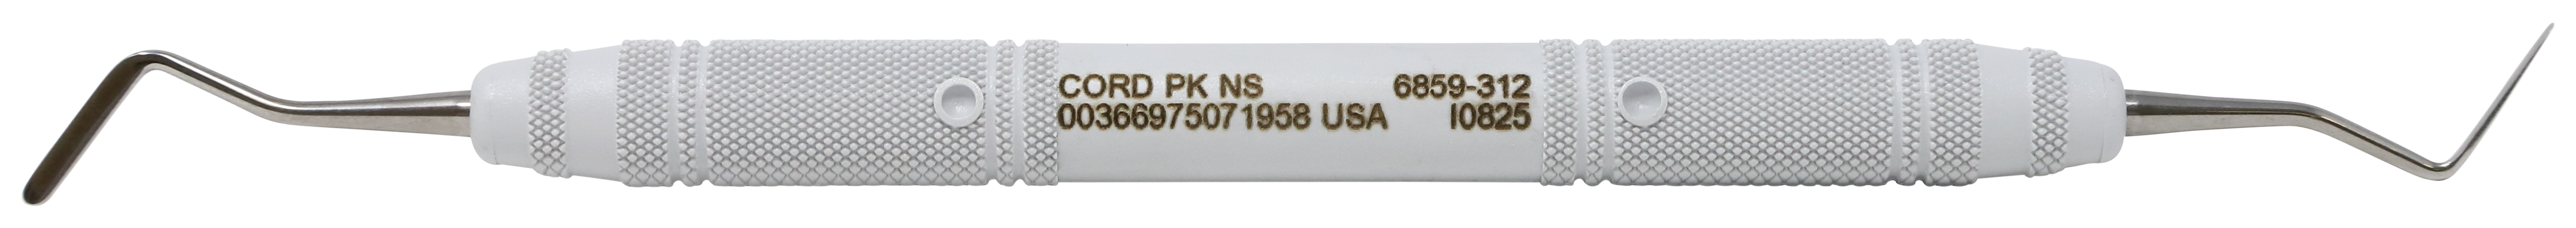 CORD PK NS 6859-312
00366975071958 USA I0825